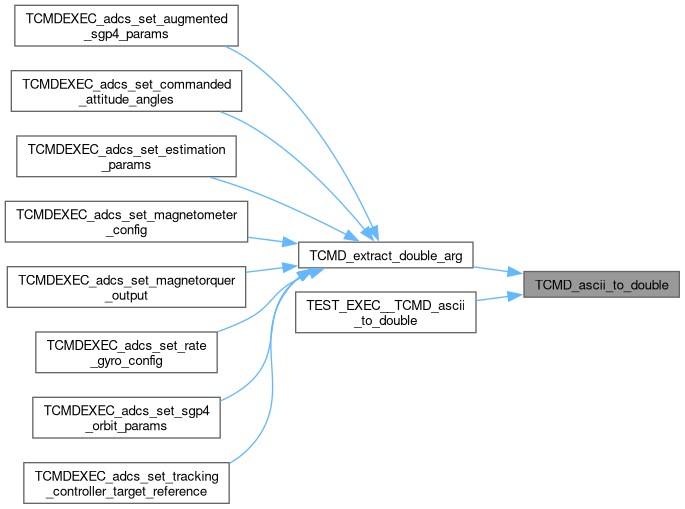 TCMDEXEC_adcs_set_augmented
_sgp4_params
TCMDEXEC_adcs_set_commanded
_attitude_angles
TCMDEXEC_adcs_set_estimation
_params
TCMDEXEC_adcs_set_magnetometer
_config
TCMDEXEC_adcs_set_magnetorquer
_output
TCMDEXEC_adcs_set_rate
_gyro_config
TCMDEXEC_adcs_set_sgp4
_orbit_params
TCMDEXEC_adcs_set_tracking
_controller_target_reference
TCMD_extract_double_arg
TEST_EXEC__TCMD_ascii
_to_double
TCMD_ascii_to_double